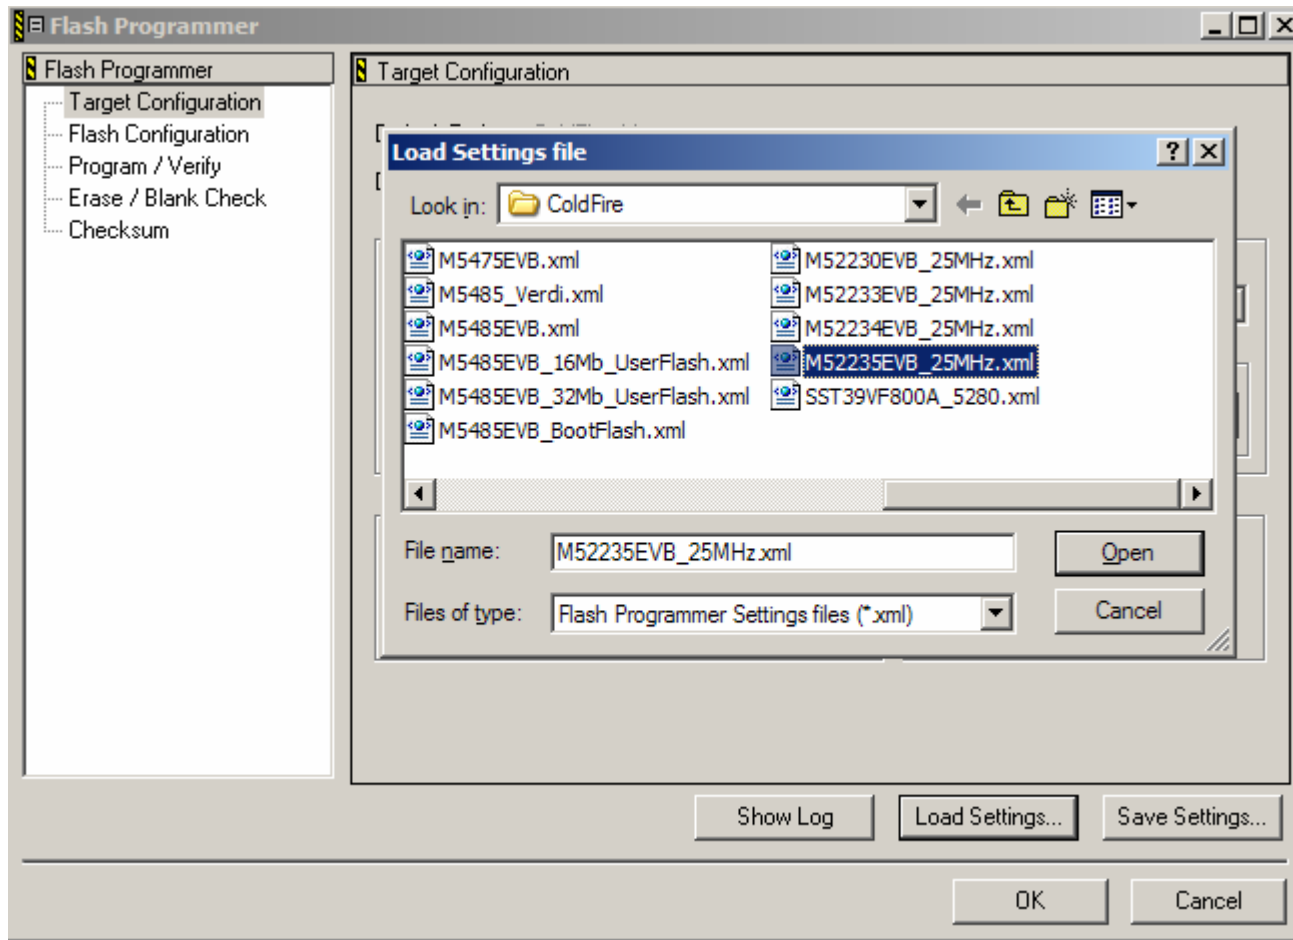 Flash Programmer
Flash Programmer
Target Configuration
Flash Configuration
Program / Verify
Erase / Blank Check
Checksum
Target Configuration
Load Settings file
Look in: ColdFire
M5475EVB.xml
M5485_Verdi.xml
M5485EVB.xml
M5485EVB_16Mb_UserFlash.xml
M5485EVB_32Mb_UserFlash.xml
M5485EVB_BootFlash.xml
M52230EVB_25MHz.xml
M52233EVB_25MHz.xml
M52234EVB_25MHz.xml
M52235EVB_25MHz.xml
SST39VF800A_5280.xml
File name: M52235EVB_25MHz.xml Open
Files of type: Flash Programmer Settings files (*.xml) Cancel
Show Log Load Settings... Save Settings...
OK Cancel